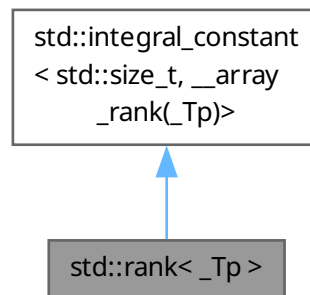 std::integral_constant
< std::size_t, __array
_rank(_Tp)>
std::rank< _Tp >